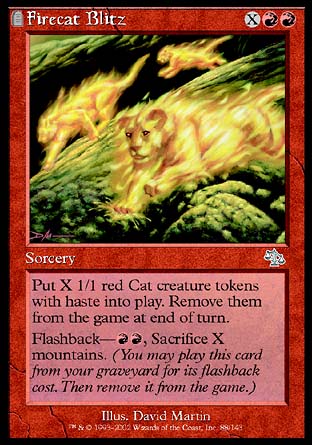 Firecat Blitz X
Sorcery
Put X 1/1 red Cat creature tokens
with haste into play. Remove them
from the game at end of turn.
Flashback—, Sacrifice X
mountains. (You may play this card
from your graveyard for its flashback
cost. Then remove it from the game.)
Illus. David Martin
™ & © 1993-2002 Wizards of the Coast, Inc. 88/143